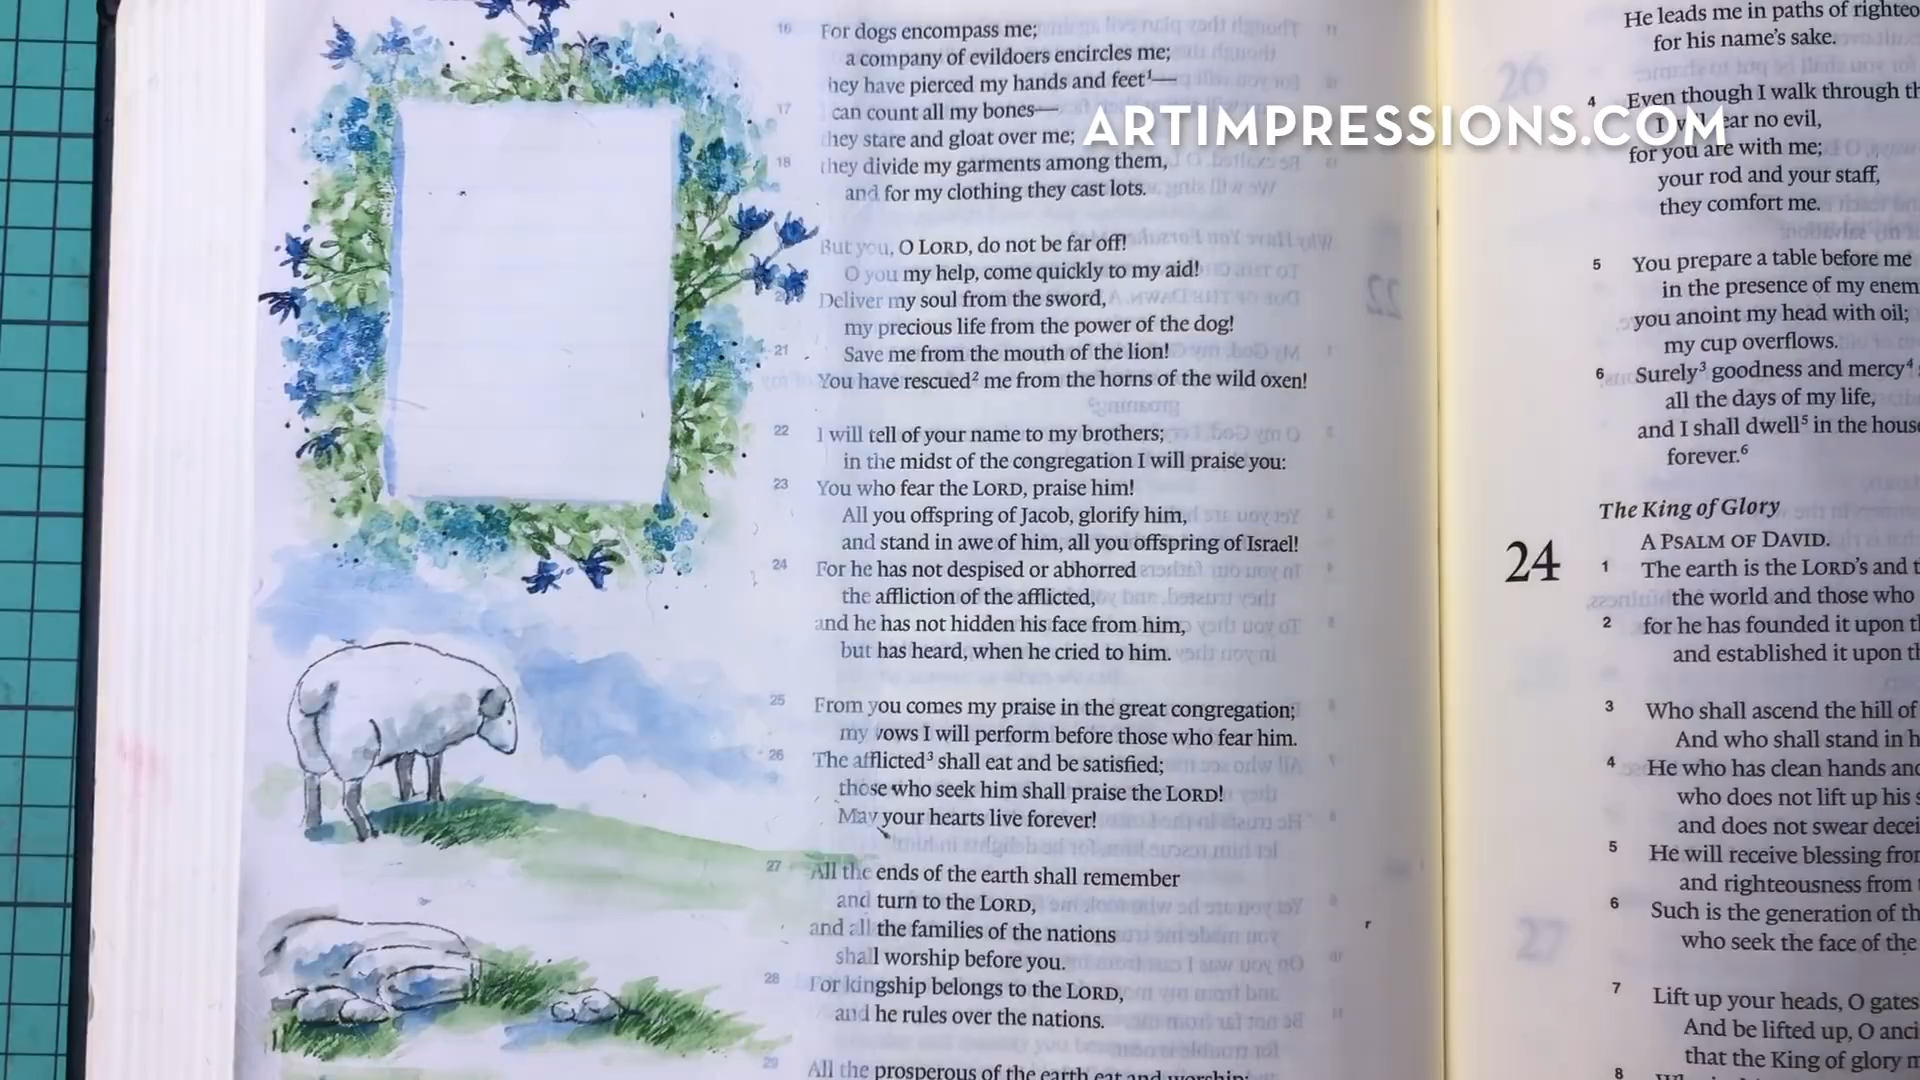 16 For dogs encompass me;
a company of evildoers encircles me;
hey have pierced my hands and feet¹—
17 can count all my bones—
they stare and gloat over me;
18 they divide my garments among them,
and for my clothing they cast lots.
But you, O LORD, do not be far off!
O you my help, come quickly to my aid!
20 Deliver my soul from the sword,
my precious life from the power of the dog!
21 Save me from the mouth of the lion!
You have rescued² me from the horns of the wild oxen!
22 I will tell of your name to my brothers;
in the midst of the congregation I will praise you:
23 You who fear the LORD, praise him!
All you offspring of Jacob, glorify him,
and stand in awe of him, all you offspring of Israel!
24 For he has not despised or abhorred
the affliction of the afflicted,
and he has not hidden his face from him,
but has heard, when he cried to him.
25 From you comes my praise in the great congregation;
my vows I will perform before those who fear him.
26 The afflicted³ shall eat and be satisfied;
those who seek him shall praise the LORD!
May your hearts live forever!
27 All the ends of the earth shall remember
and turn to the LORD,
and all the families of the nations
shall worship before you.
28 For kingship belongs to the LORD,
and he rules over the nations.
29 All the prosperous of the earth eat and worship;
ARTIMPRESSIONS.COM
He leads me in paths of righteo
for his name's sake.
4 Even though I walk through th
I will fear no evil,
for you are with me;
your rod and your staff,
they comfort me.
5 You prepare a table before me
in the presence of my enem
you anoint my head with oil;
my cup overflows.
6 Surely³ goodness and mercy⁴
all the days of my life,
and I shall dwell⁵ in the house
forever.⁶
The King of Glory
24 A PSALM OF DAVID.
1 The earth is the LORD's and t
the world and those who
2 for he has founded it upon th
and established it upon th
3 Who shall ascend the hill of
And who shall stand in h
4 He who has clean hands and
who does not lift up his s
and does not swear decei
5 He will receive blessing from
and righteousness from
6 Such is the generation of th
who seek the face of the
7 Lift up your heads, O gates
And be lifted up, O anci
that the King of glory m
8